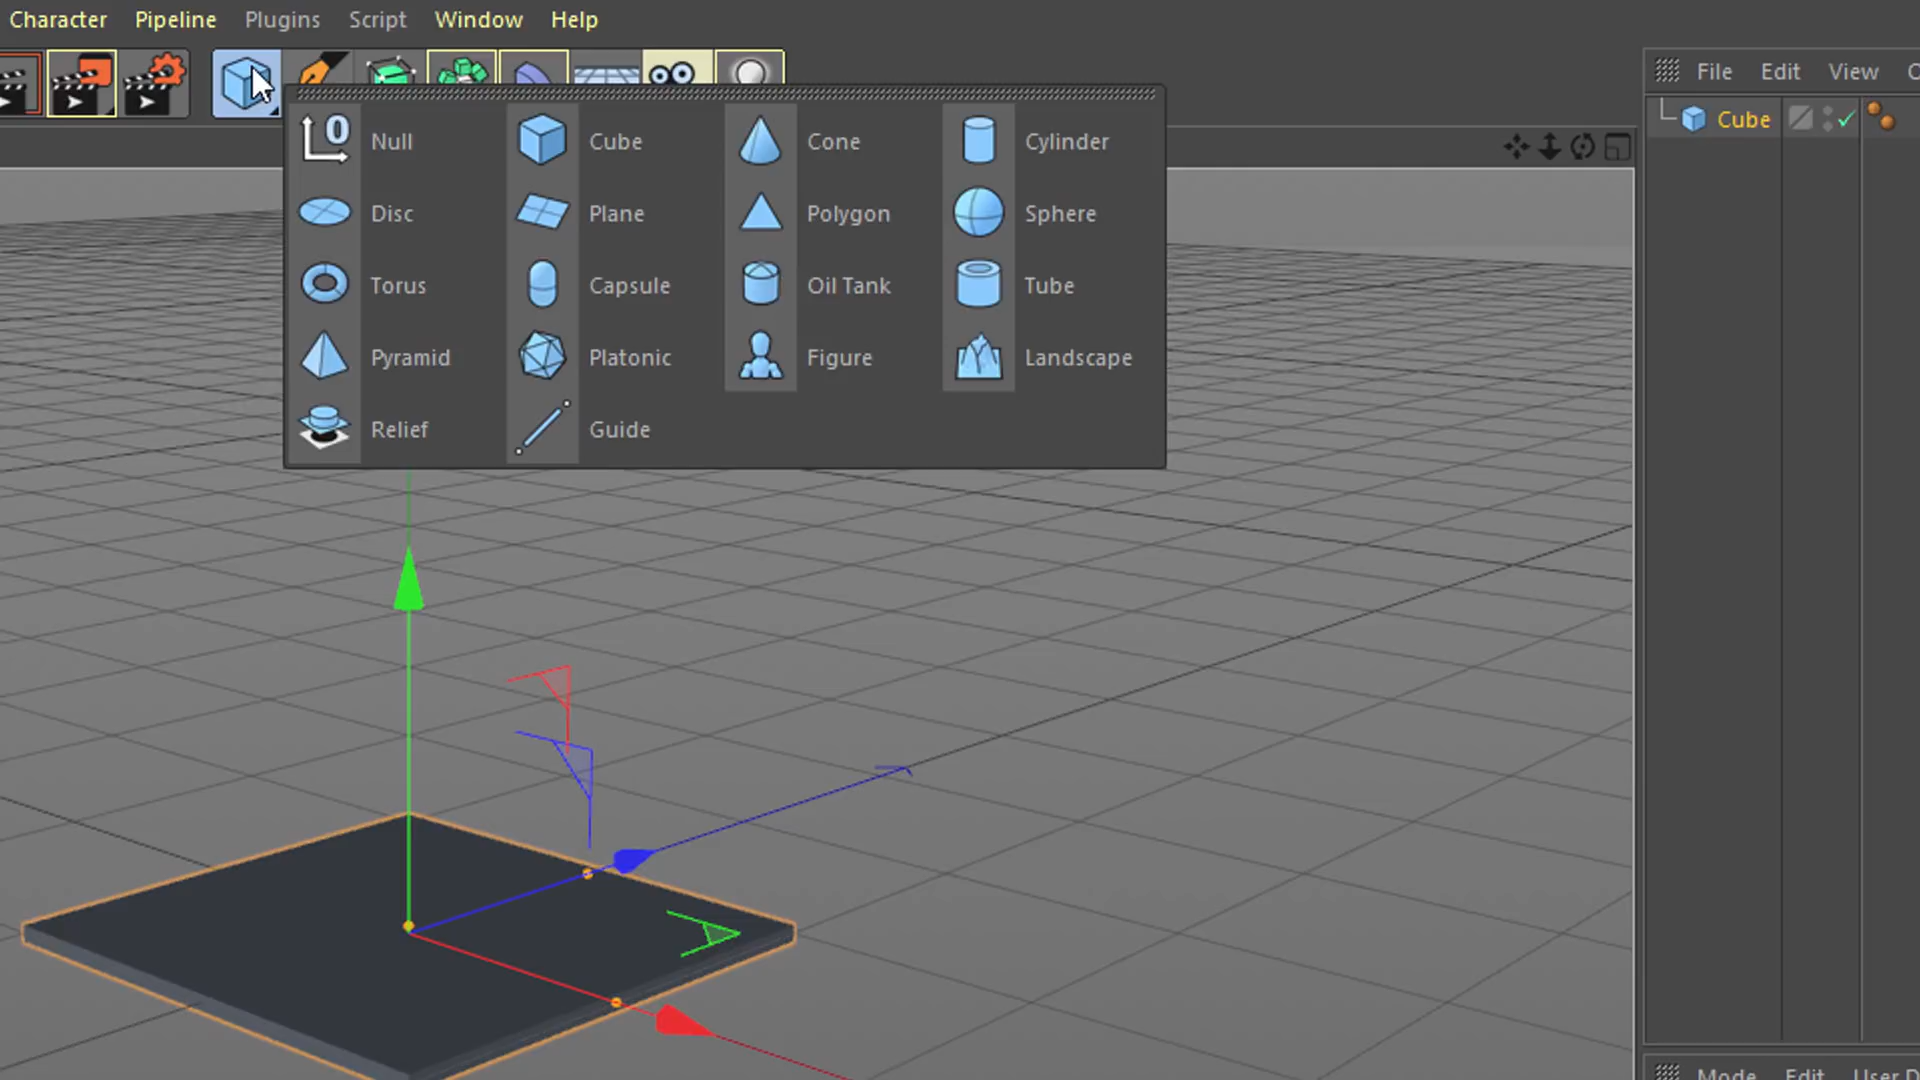 Character Pipeline Plugins Script Window Help
File Edit View
Cube
0
Null Cube Cone Cylinder
Disc Plane Polygon Sphere
Torus Capsule Oil Tank Tube
Pyramid Platonic Figure Landscape
Relief Guide
Mode Edit